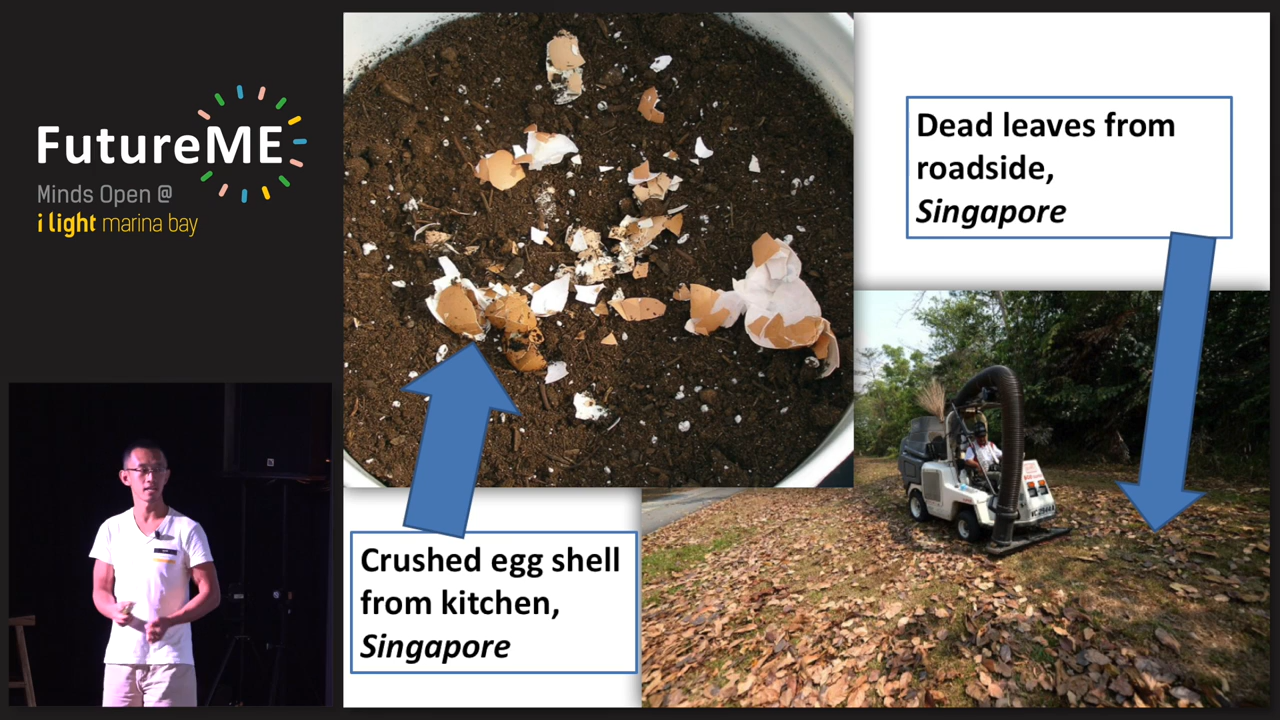 FutureME
Minds Open @
i light marina bay
Dead leaves from
roadside,
Singapore
Crushed egg shell
from kitchen,
Singapore